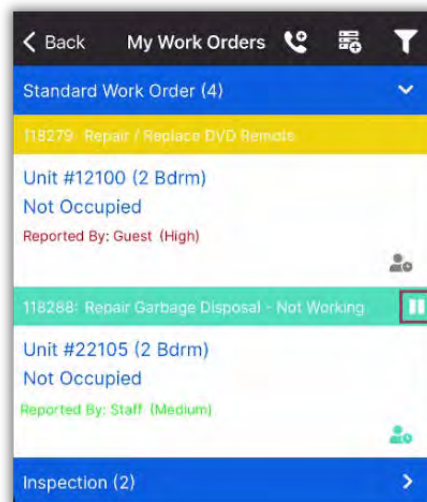 Back My Work Orders
Standard Work Order (4)
118279: Repair / Replace DVD Remote
Unit #12100 (2 Bdrm)
Not Occupied
Reported By: Guest (High)
118288: Repair Garbage Disposal - Not Working
Unit #22105 (2 Bdrm)
Not Occupied
Reported By: Staff (Medium)
Inspection (2)